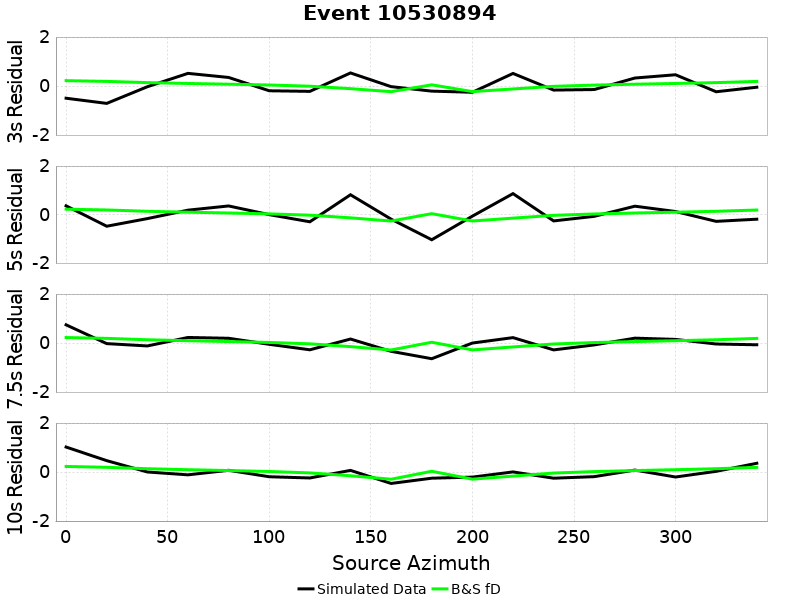 Event 10530894
3s Residual
2
0
-2
5s Residual
2
0
-2
7.5s Residual
2
0
-2
10s Residual
2
0
-2
0 50 100 150 200 250 300
Source Azimuth
Simulated Data B&S fD